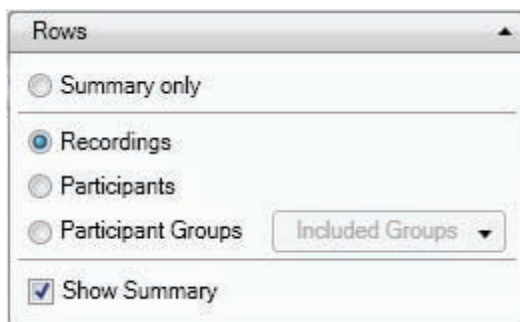 Rows
Summary only
Recordings
Participants
Participant Groups Included Groups
Show Summary